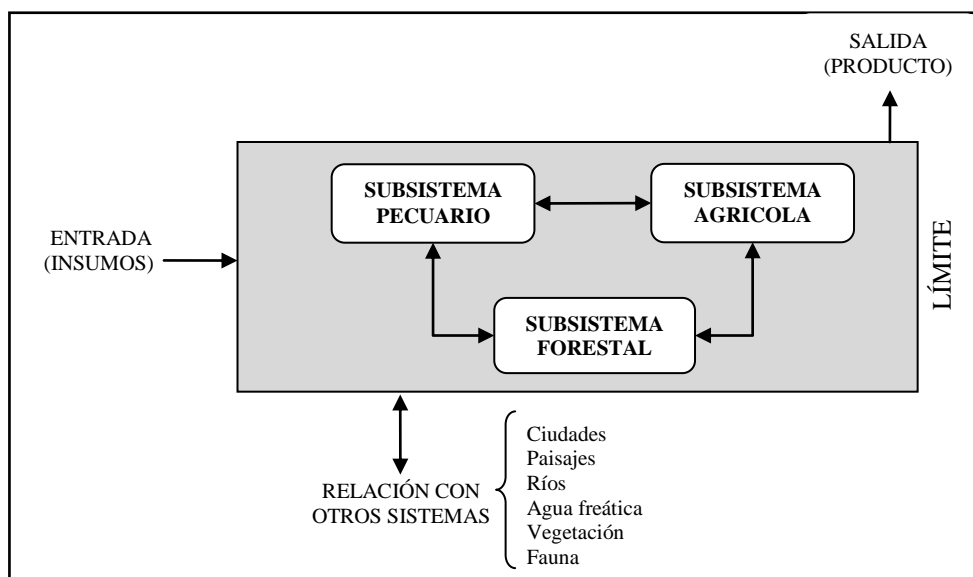 SALIDA
(PRODUCTO)
SUBSISTEMA
PECUARIO
SUBSISTEMA
AGRICOLA
ENTRADA
(INSUMOS)
LÍMITE
SUBSISTEMA
FORESTAL
RELACIÓN CON
OTROS SISTEMAS
Ciudades
Paisajes
Ríos
Agua freática
Vegetación
Fauna